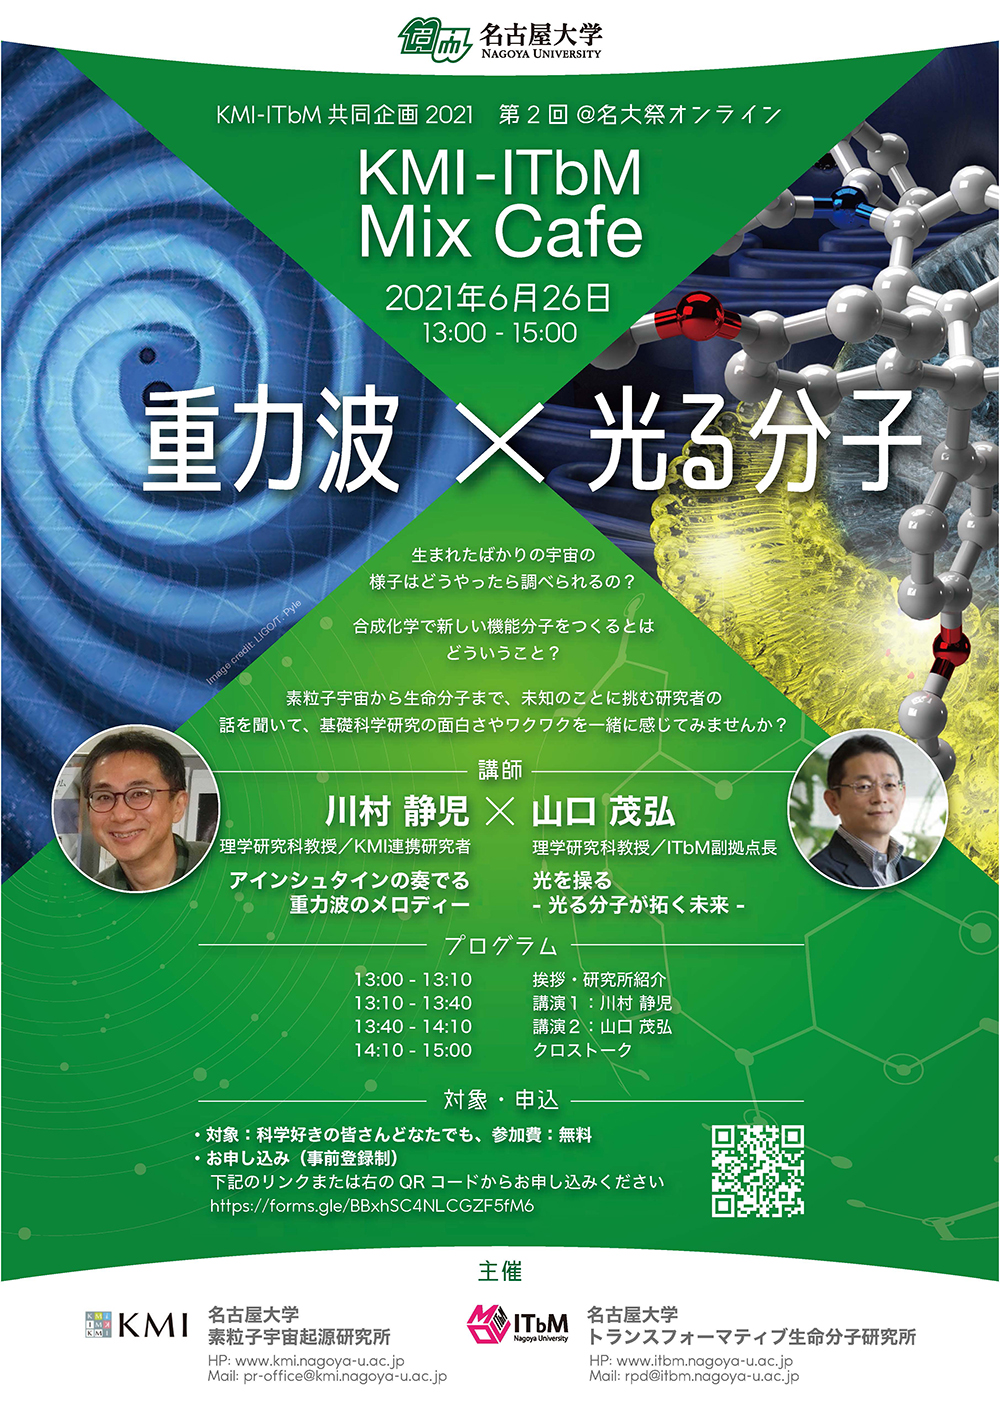 名古屋大学
NAGOYA UNIVERSITY
KMI-ITbM 共同企画 2021 第 2 回 @名大祭オンライン
KMI-ITbM
Mix Cafe
2021年6月26日
13:00 - 15:00
重力波 × 光る分子
生まれたばかりの宇宙の
様子はどうやったら調べられるの？
合成化学で新しい機能分子をつくるとは
どういうこと？
Image credit: LIGO/T. Pyle
素粒子宇宙から生命分子まで、未知のことに挑む研究者の
話を聞いて、基礎科学研究の面白さやワクワクを一緒に感じてみませんか？
講師
川村 静児 × 山口 茂弘
理学研究科教授／KMI連携研究者
理学研究科教授／ITbM副拠点長
アインシュタインの奏でる
重力波のメロディー
光を操る
- 光る分子が拓く未来 -
プログラム
13:00 - 13:10 挨拶・研究所紹介
13:10 - 13:40 講演１：川村 静児
13:40 - 14:10 講演２：山口 茂弘
14:10 - 15:00 クロストーク
対象・申込
・対象：科学好きの皆さんどなたでも、参加費：無料
・お申し込み（事前登録制）
下記のリンクまたは右の QR コードからお申し込みください
https://forms.gle/BBxhSC4NLCGZF5fM6
主催
KMI
名古屋大学
素粒子宇宙起源研究所
HP: www.kmi.nagoya-u.ac.jp
Mail: pr-office@kmi.nagoya-u.ac.jp
ITbM
Nagoya University
名古屋大学
トランスフォーマティブ生命分子研究所
HP: www.itbm.nagoya-u.ac.jp
Mail: rpd@itbm.nagoya-u.ac.jp